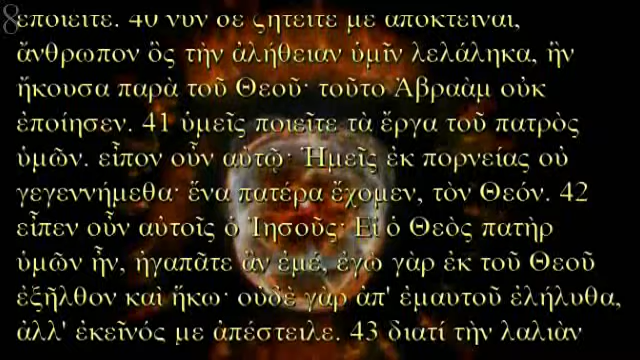 8
ἐποιεῖτε. 40 νῦν δὲ ζητεῖτέ με ἀποκτεῖναι,
ἄνθρωπον ὃς τὴν ἀλήθειαν ὑμῖν λελάληκα, ἣν
ἤκουσα παρὰ τοῦ Θεοῦ· τοῦτο Ἀβραὰμ οὐκ
ἐποίησεν. 41 ὑμεῖς ποιεῖτε τὰ ἔργα τοῦ πατρὸς
ὑμῶν. εἶπον οὖν αὐτῷ· Ἡμεῖς ἐκ πορνείας οὐ
γεγεννήμεθα· ἕνα πατέρα ἔχομεν, τὸν Θεόν. 42
εἶπεν οὖν αὐτοῖς ὁ Ἰησοῦς· Εἰ ὁ Θεὸς πατὴρ
ὑμῶν ἦν, ἠγαπᾶτε ἂν ἐμέ, ἐγὼ γὰρ ἐκ τοῦ Θεοῦ
ἐξῆλθον καὶ ἥκω· οὐδὲ γὰρ ἀπ' ἐμαυτοῦ ἐλήλυθα,
ἀλλ' ἐκεῖνός με ἀπέστειλε. 43 διατί τὴν λαλιὰν